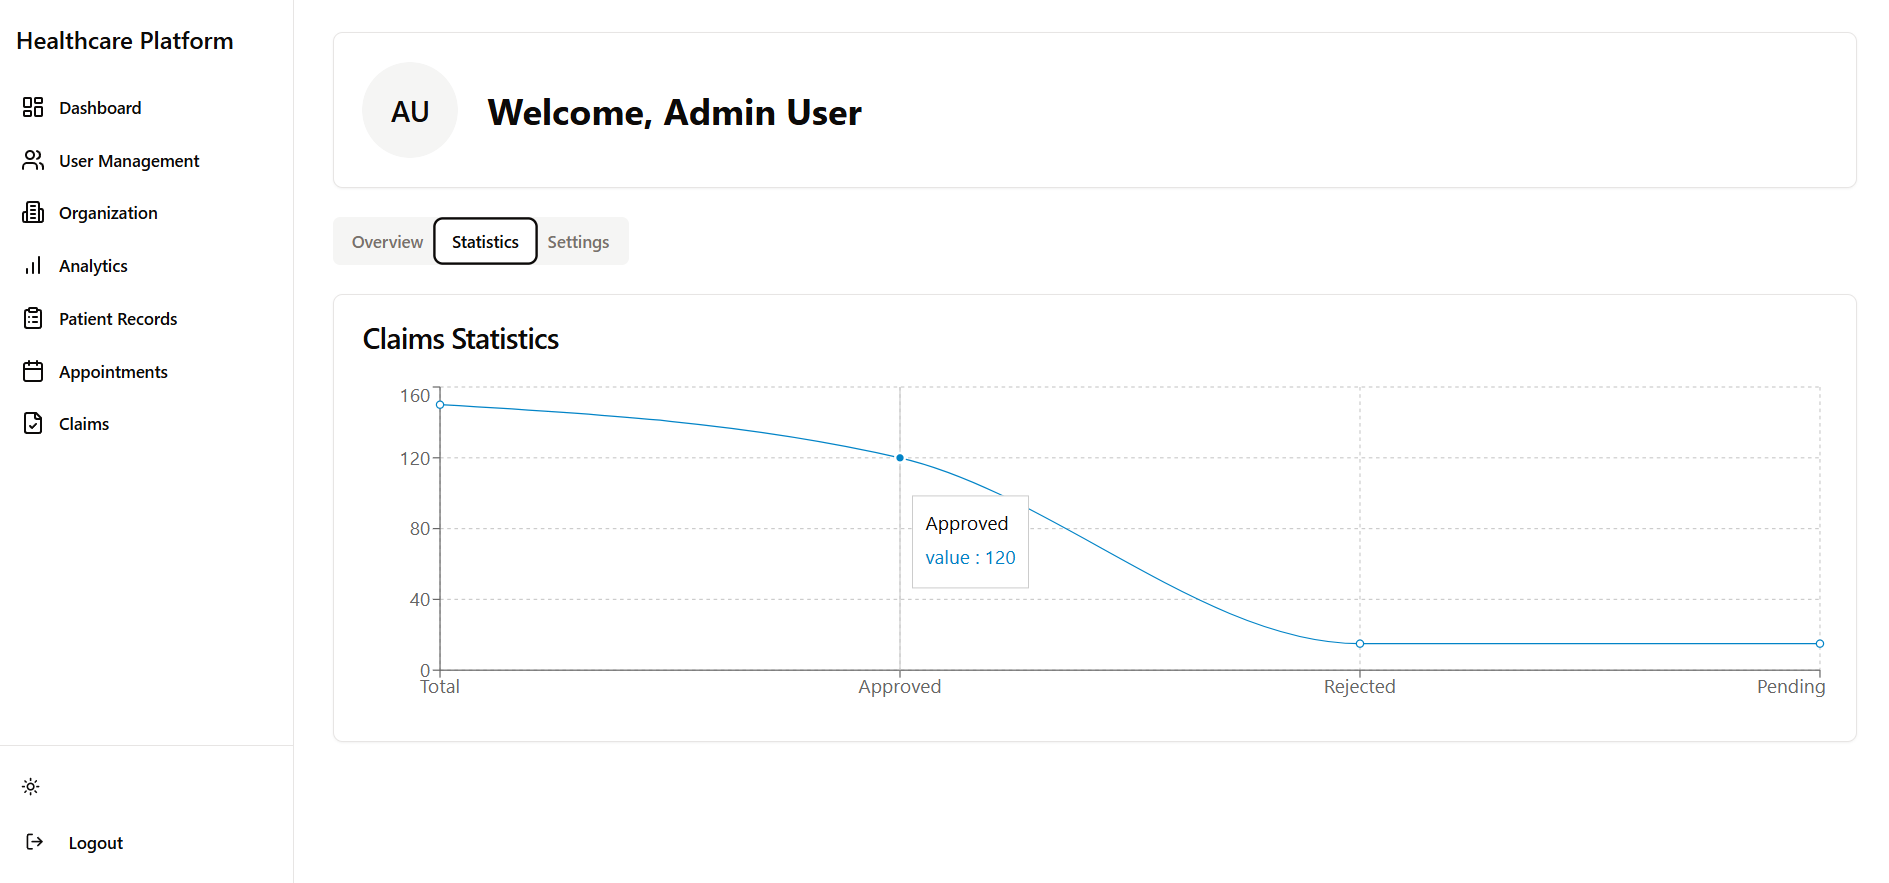 Healthcare Platform
Dashboard
User Management
Organization
Analytics
Patient Records
Appointments
Claims
Logout
AU
Welcome, Admin User
Overview
Statistics
Settings
Claims Statistics
160
120
80
40
0
Approved
value : 120
Total
Approved
Rejected
Pending